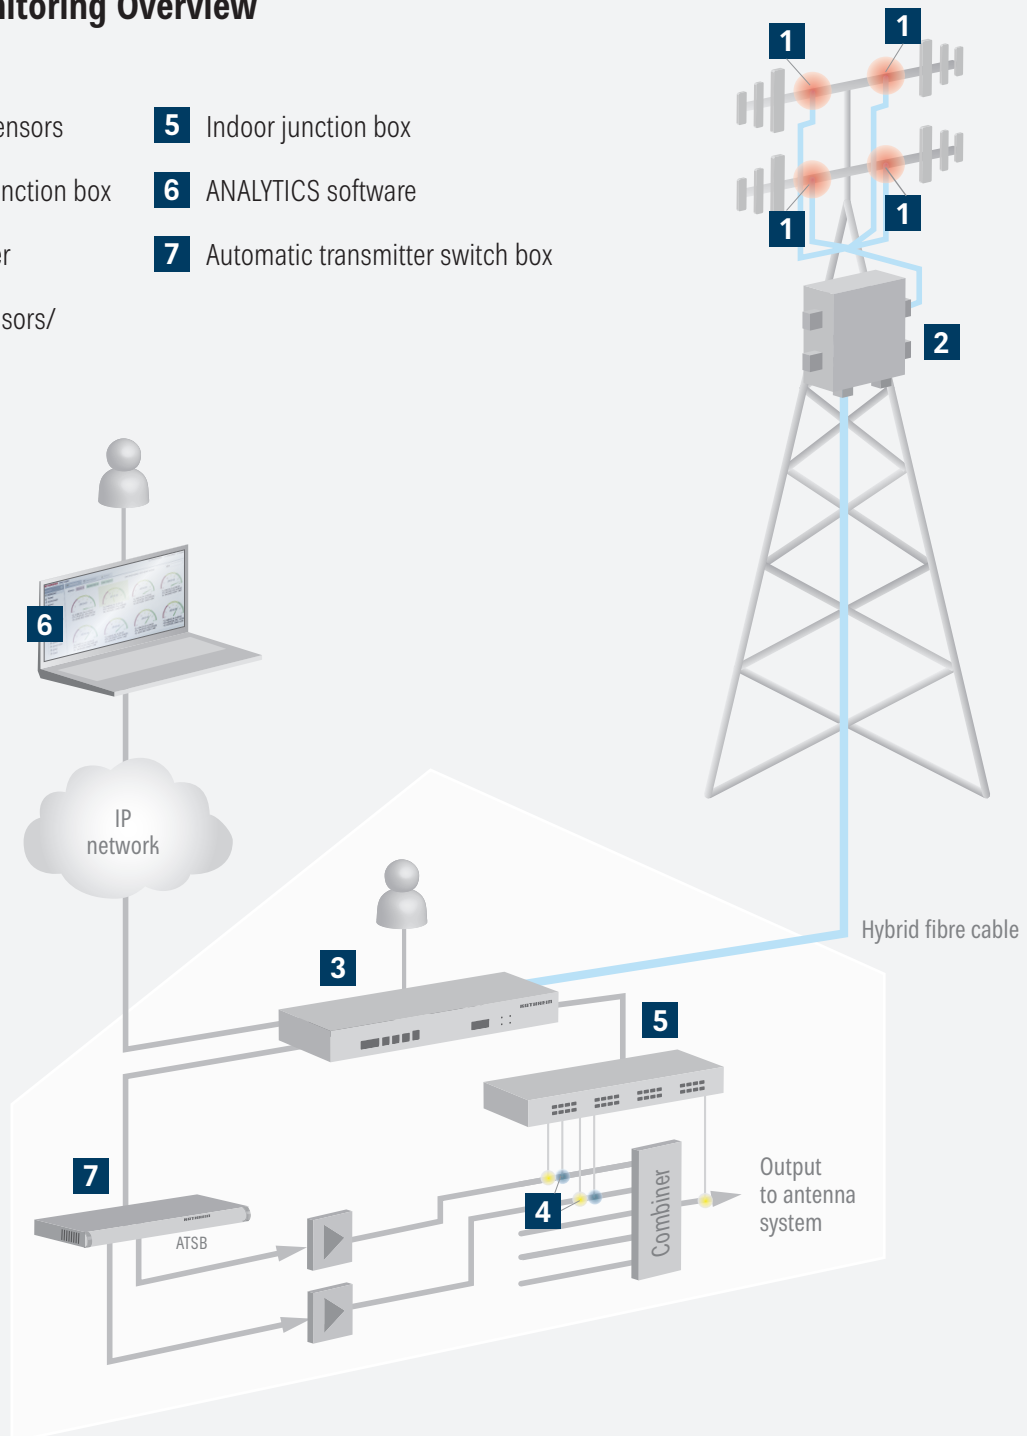 nitoring Overview
ensors
nction box
er
sors/
5 Indoor junction box
6 ANALYTICS software
7 Automatic transmitter switch box
1
1
1
1
2
6
IP
network
Hybrid fibre cable
3
5
7
ATSB
4
Combiner
Output
to antenna
system